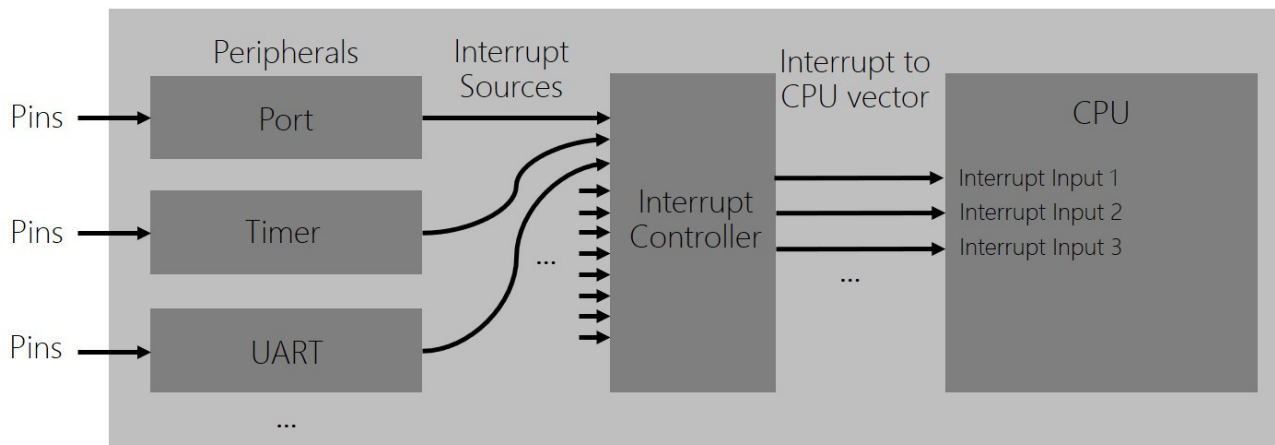 Peripherals
Interrupt
Sources
Interrupt to
CPU vector
Pins
Port
CPU
Interrupt Input 1
Pins
Timer
Interrupt
Controller
Interrupt Input 2
Interrupt Input 3
...
...
Pins
UART
...